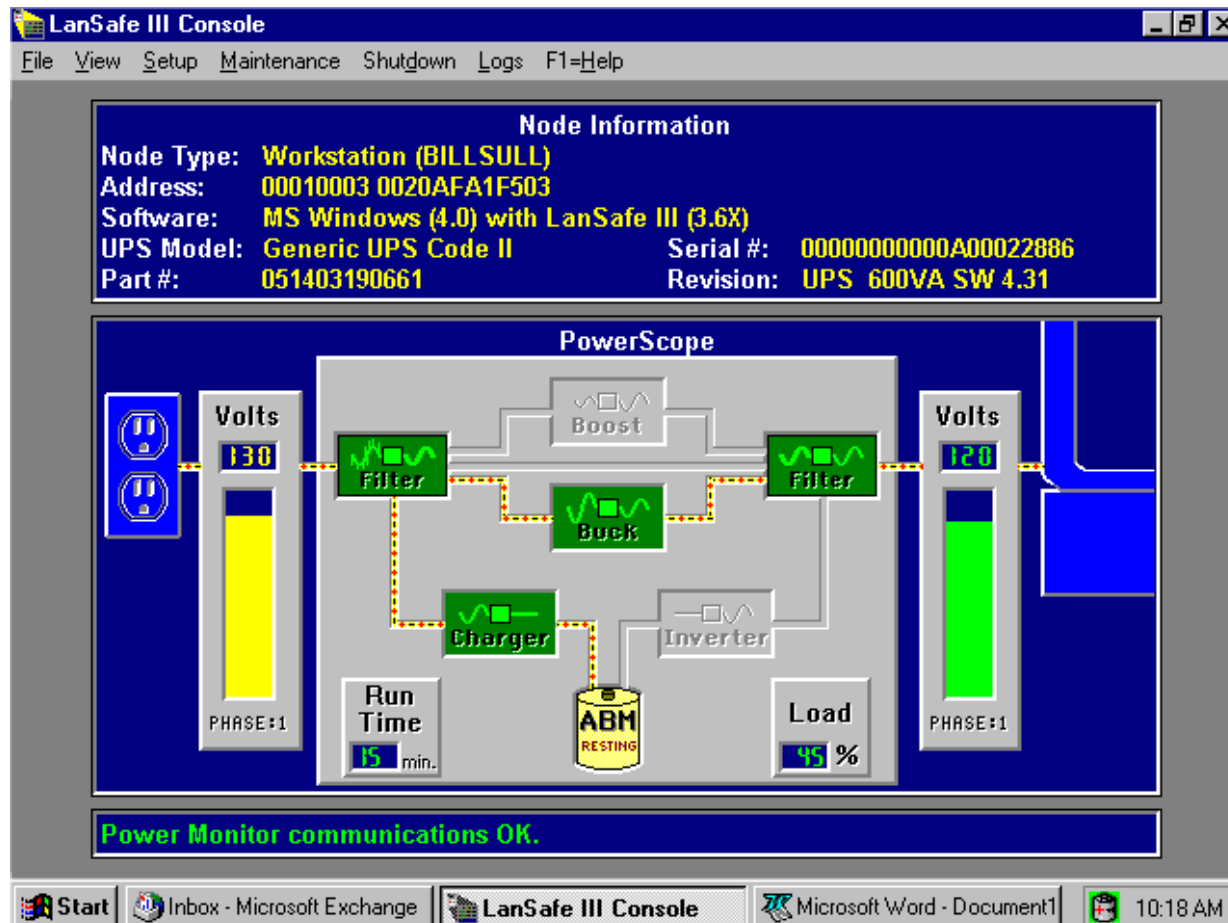 LanSafe III Console
File View Setup Maintenance Shutdown Logs F1=Help
Node Information
Node Type: Workstation (BILLSULL)
Address: 00010003 0020AFA1F503
Software: MS Windows (4.0) with LanSafe III (3.6X)
UPS Model: Generic UPS Code II Serial #: 00000000000A00022886
Part #: 051403190661 Revision: UPS 600VA SW 4.31
PowerScope
Volts
130
PHASE:1
Boost
Filter
Filter
Buck
Charger
Inverter
Run
Time
15 min.
ABM
RESTING
Load
45 %
Volts
120
PHASE:1
Power Monitor communications OK.
Start Inbox - Microsoft Exchange LanSafe III Console Microsoft Word - Document1 10:18 AM